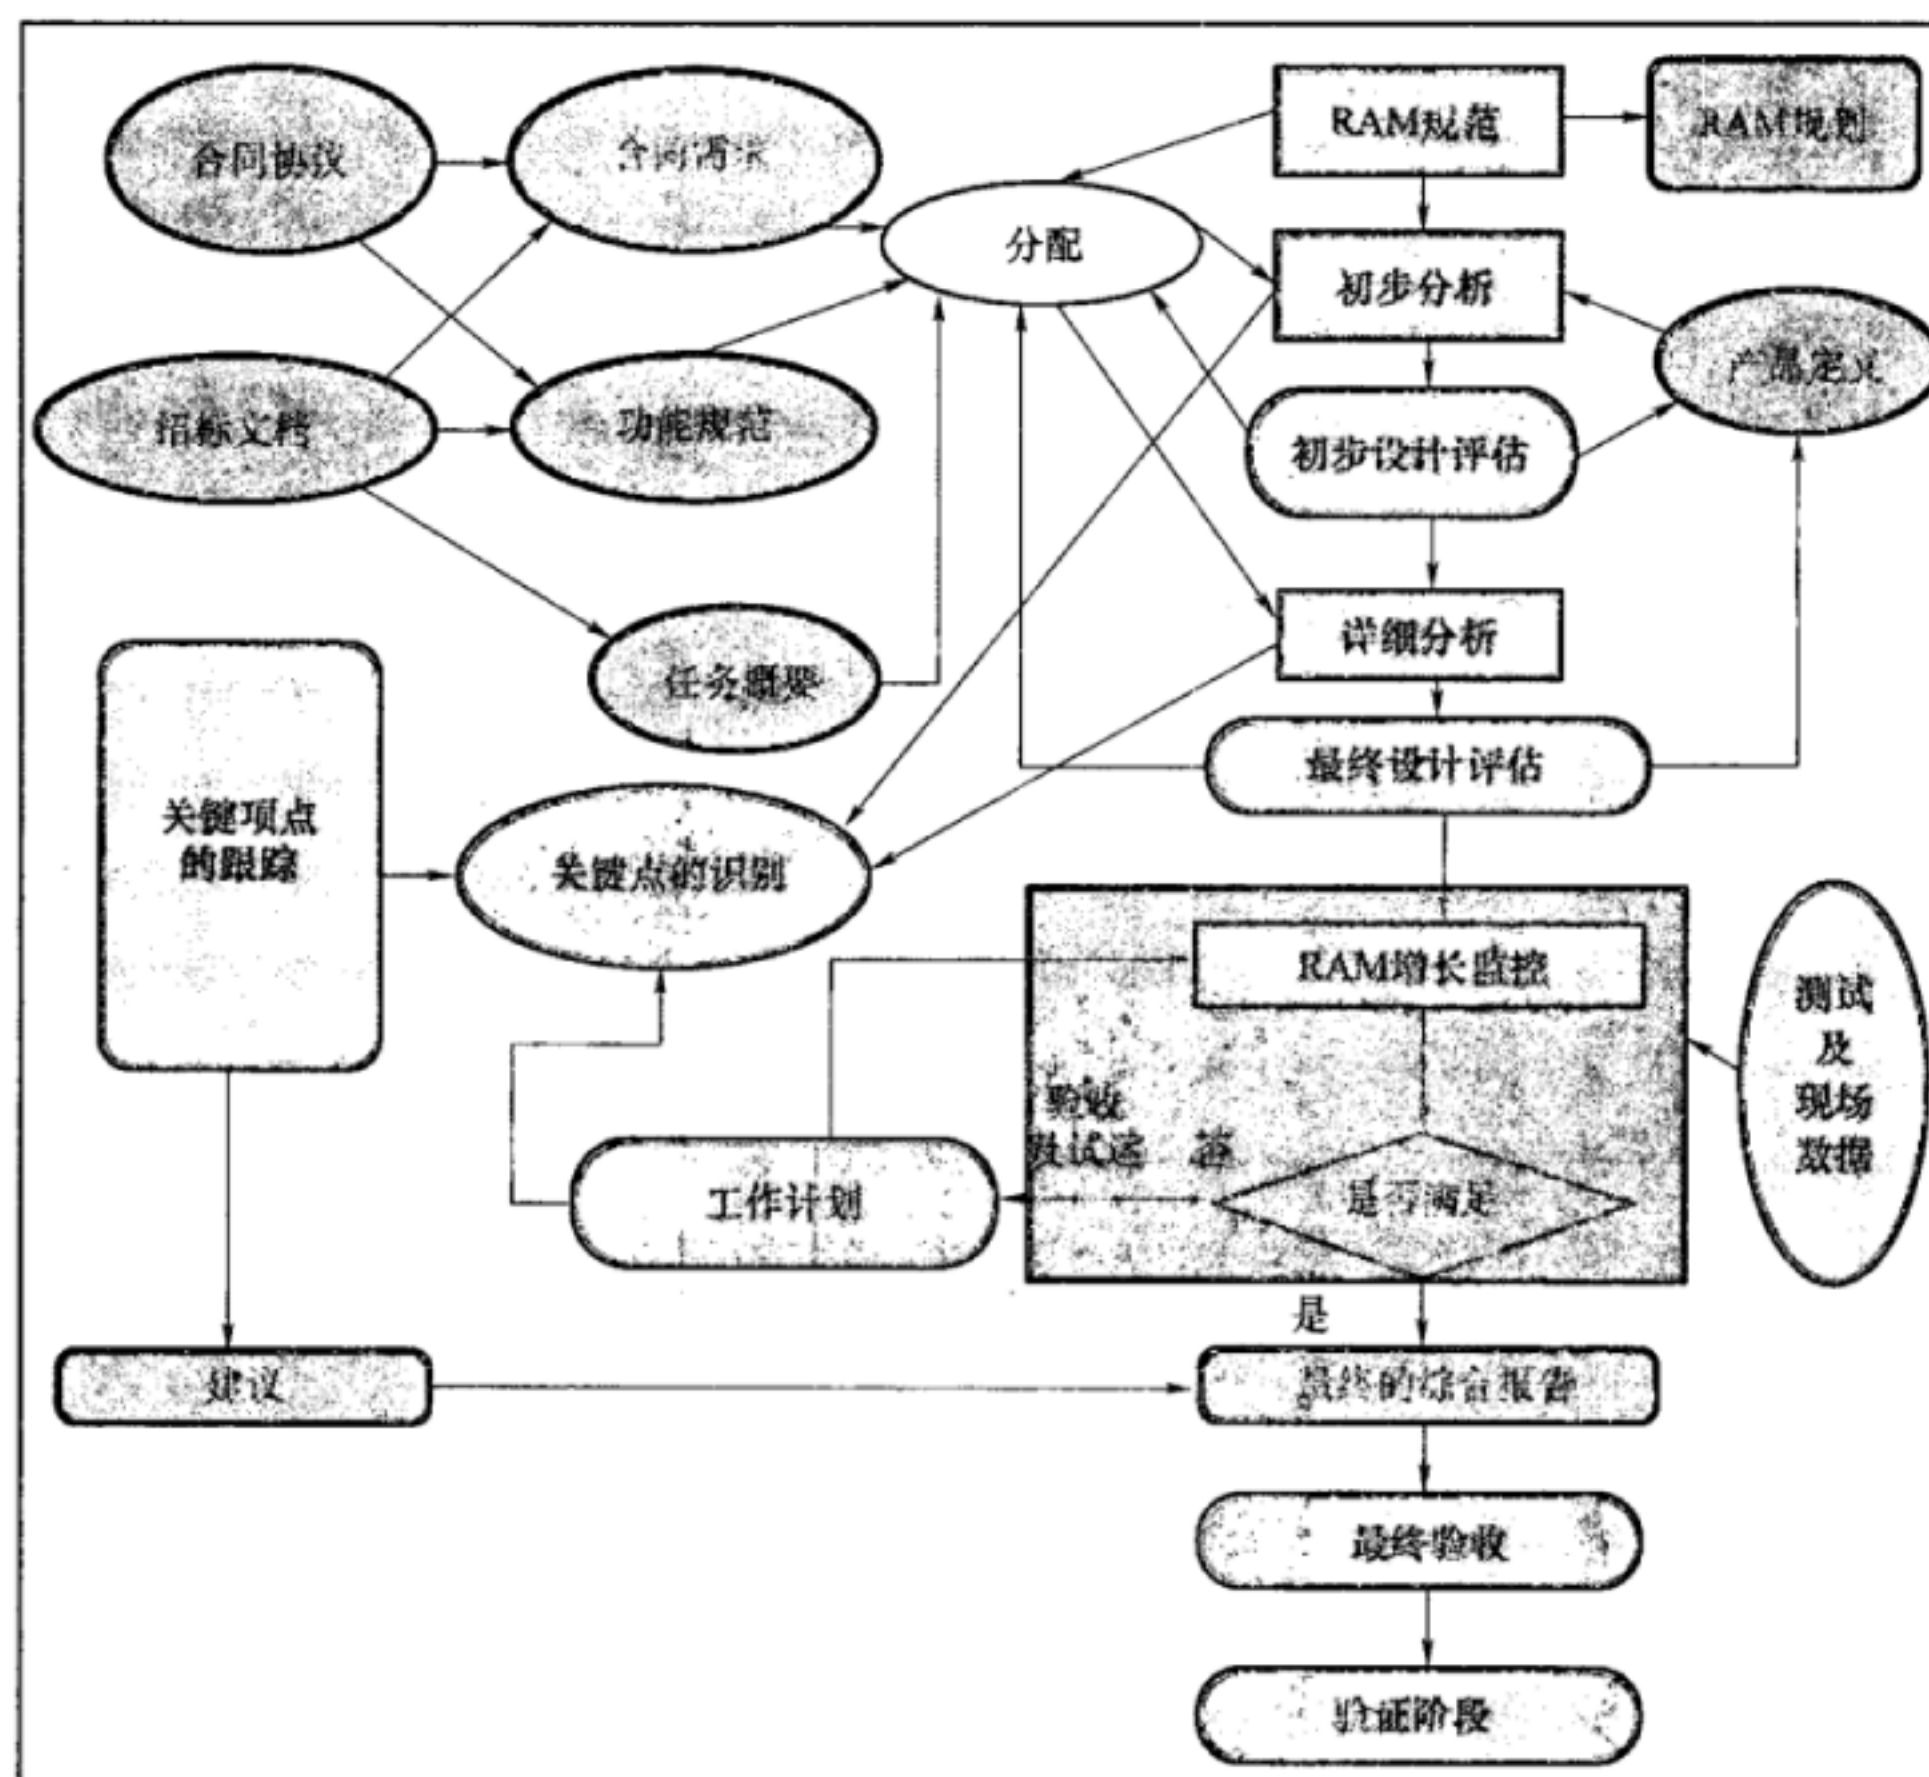 合同协议
合同需求
RAM规范
RAM规划
分配
初步分析
产品定义
招标文档
功能规范
初步设计评估
详细分析
任务概要
最终设计评估
关键项点
的跟踪
关键点的识别
RAM增长监控
测试
及
现场
数据
验收
否
工作计划
是否满足
是
建议
最终的综合报告
最终验收
验证阶段